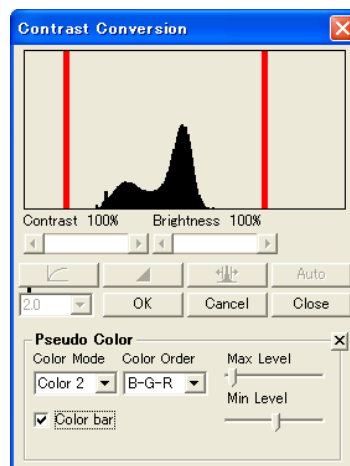 Contrast Conversion
Contrast 100% Brightness 100%
Auto
2.0 OK Cancel Close
Pseudo Color
Color Mode Color Order Max Level
Color 2 B-G-R
Min Level
Color bar